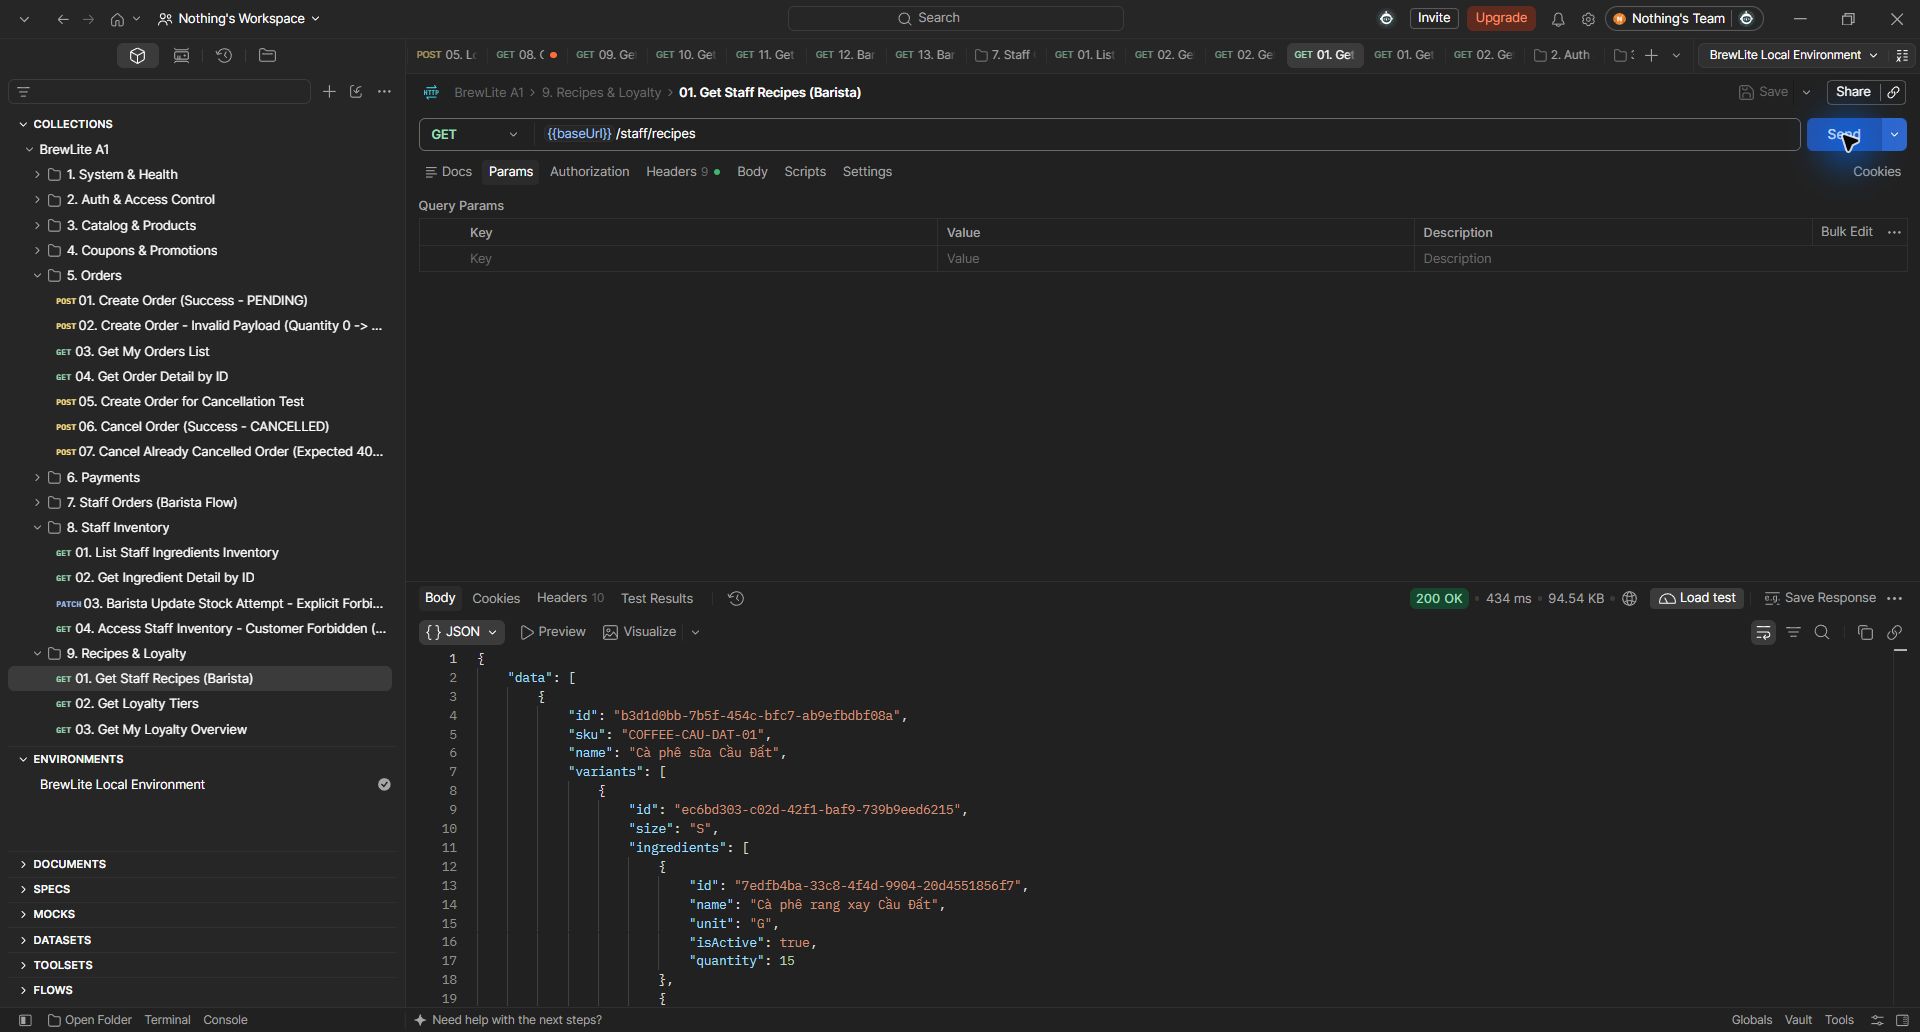 Nothing's Workspace
Search
Invite
Upgrade
Nothing's Team
POST 05. L
GET 08. (
GET 09. Ge
GET 10. Get
GET 11. Get
GET 12. Bar
GET 13. Bar
7. Staff
GET 01. List
GET 02. Ge
GET 02. Ge
GET 01. Get
GET 01. Get
GET 02. Ge
2. Auth
BrewLite Local Environment
BrewLite A1 > 9. Recipes & Loyalty > 01. Get Staff Recipes (Barista)
Save
Share
GET
{{baseUrl}} /staff/recipes
Send
Docs
Params
Authorization
Headers 9
Body
Scripts
Settings
Cookies
Query Params
Key
Value
Description
Bulk Edit
Key
Value
Description
COLLECTIONS
BrewLite A1
1. System & Health
2. Auth & Access Control
3. Catalog & Products
4. Coupons & Promotions
5. Orders
POST 01. Create Order (Success - PENDING)
POST 02. Create Order - Invalid Payload (Quantity 0 -> ...
GET 03. Get My Orders List
GET 04. Get Order Detail by ID
POST 05. Create Order for Cancellation Test
POST 06. Cancel Order (Success - CANCELLED)
POST 07. Cancel Already Cancelled Order (Expected 40...
6. Payments
7. Staff Orders (Barista Flow)
8. Staff Inventory
GET 01. List Staff Ingredients Inventory
GET 02. Get Ingredient Detail by ID
PATCH 03. Barista Update Stock Attempt - Explicit Forbi...
GET 04. Access Staff Inventory - Customer Forbidden (...
9. Recipes & Loyalty
GET 01. Get Staff Recipes (Barista)
GET 02. Get Loyalty Tiers
GET 03. Get My Loyalty Overview
ENVIRONMENTS
BrewLite Local Environment
DOCUMENTS
SPECS
MOCKS
DATASETS
TOOLSETS
FLOWS
Body
Cookies
Headers 10
Test Results
200 OK
434 ms
94.54 KB
Load test
e.g. Save Response
{} JSON
Preview
Visualize
1 {
2 "data": [
3 {
4 "id": "b3d1d0bb-7b5f-454c-bfc7-ab9efbdbf08a",
5 "sku": "COFFEE-CAU-DAT-01",
6 "name": "Cà phê sữa Cầu Đất",
7 "variants": [
8 {
9 "id": "ec6bd303-c02d-42f1-baf9-739b9eed6215",
10 "size": "S",
11 "ingredients": [
12 {
13 "id": "7edfb4ba-33c8-4f4d-9904-20d4551856f7",
14 "name": "Cà phê rang xay Cầu Đất",
15 "unit": "G",
16 "isActive": true,
17 "quantity": 15
18 },
19 {
Open Folder
Terminal
Console
Need help with the next steps?
Globals
Vault
Tools